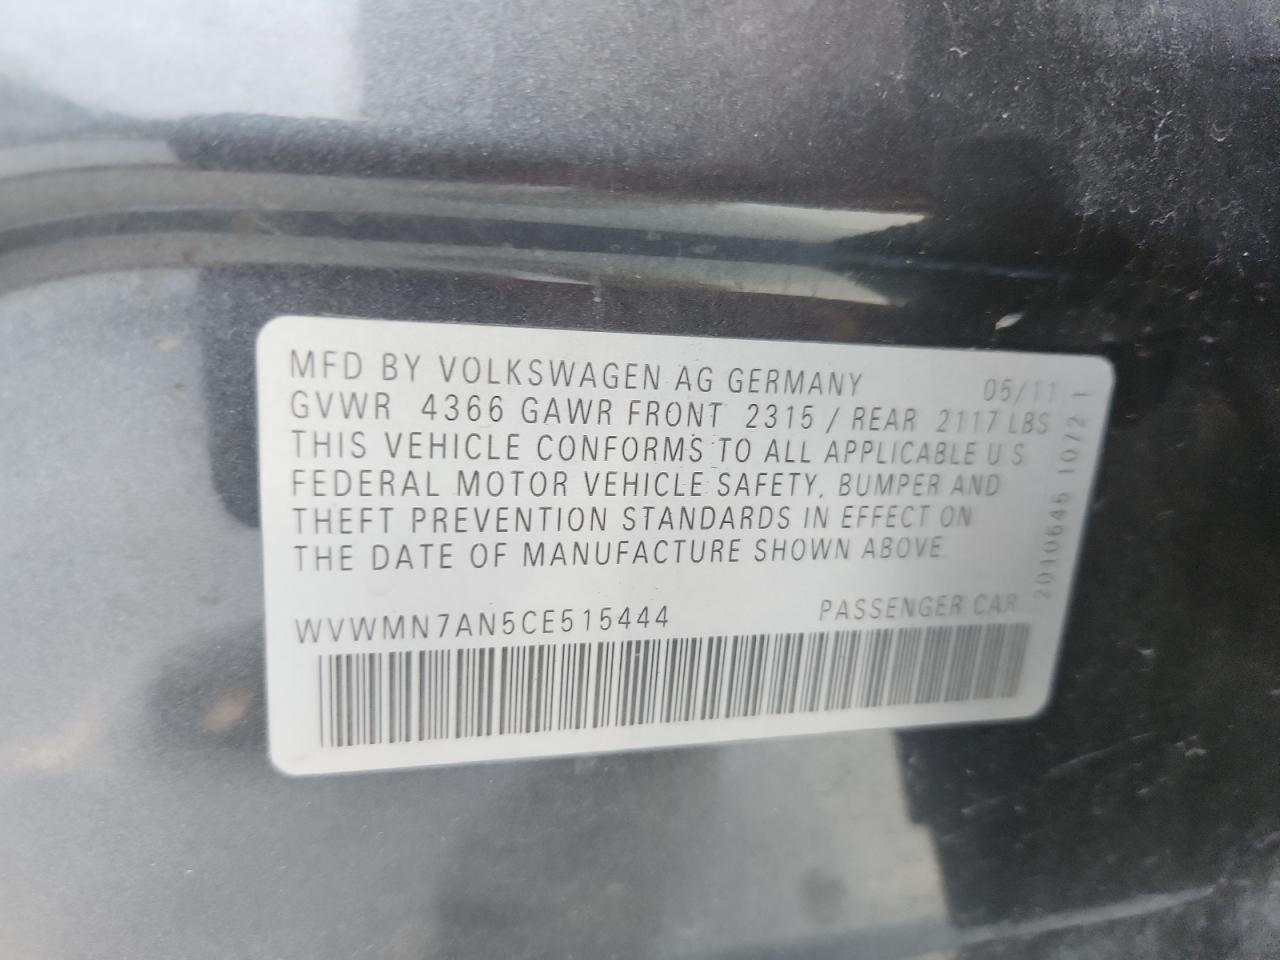 MFD BY VOLKSWAGEN AG GERMANY 05/11
GVWR 4366 GAWR FRONT 2315 / REAR 2117 LBS
THIS VEHICLE CONFORMS TO ALL APPLICABLE U S
FEDERAL MOTOR VEHICLE SAFETY, BUMPER AND
THEFT PREVENTION STANDARDS IN EFFECT ON
THE DATE OF MANUFACTURE SHOWN ABOVE
WVWMN7AN5CE515444 PASSENGER CAR
2010645 1072 1